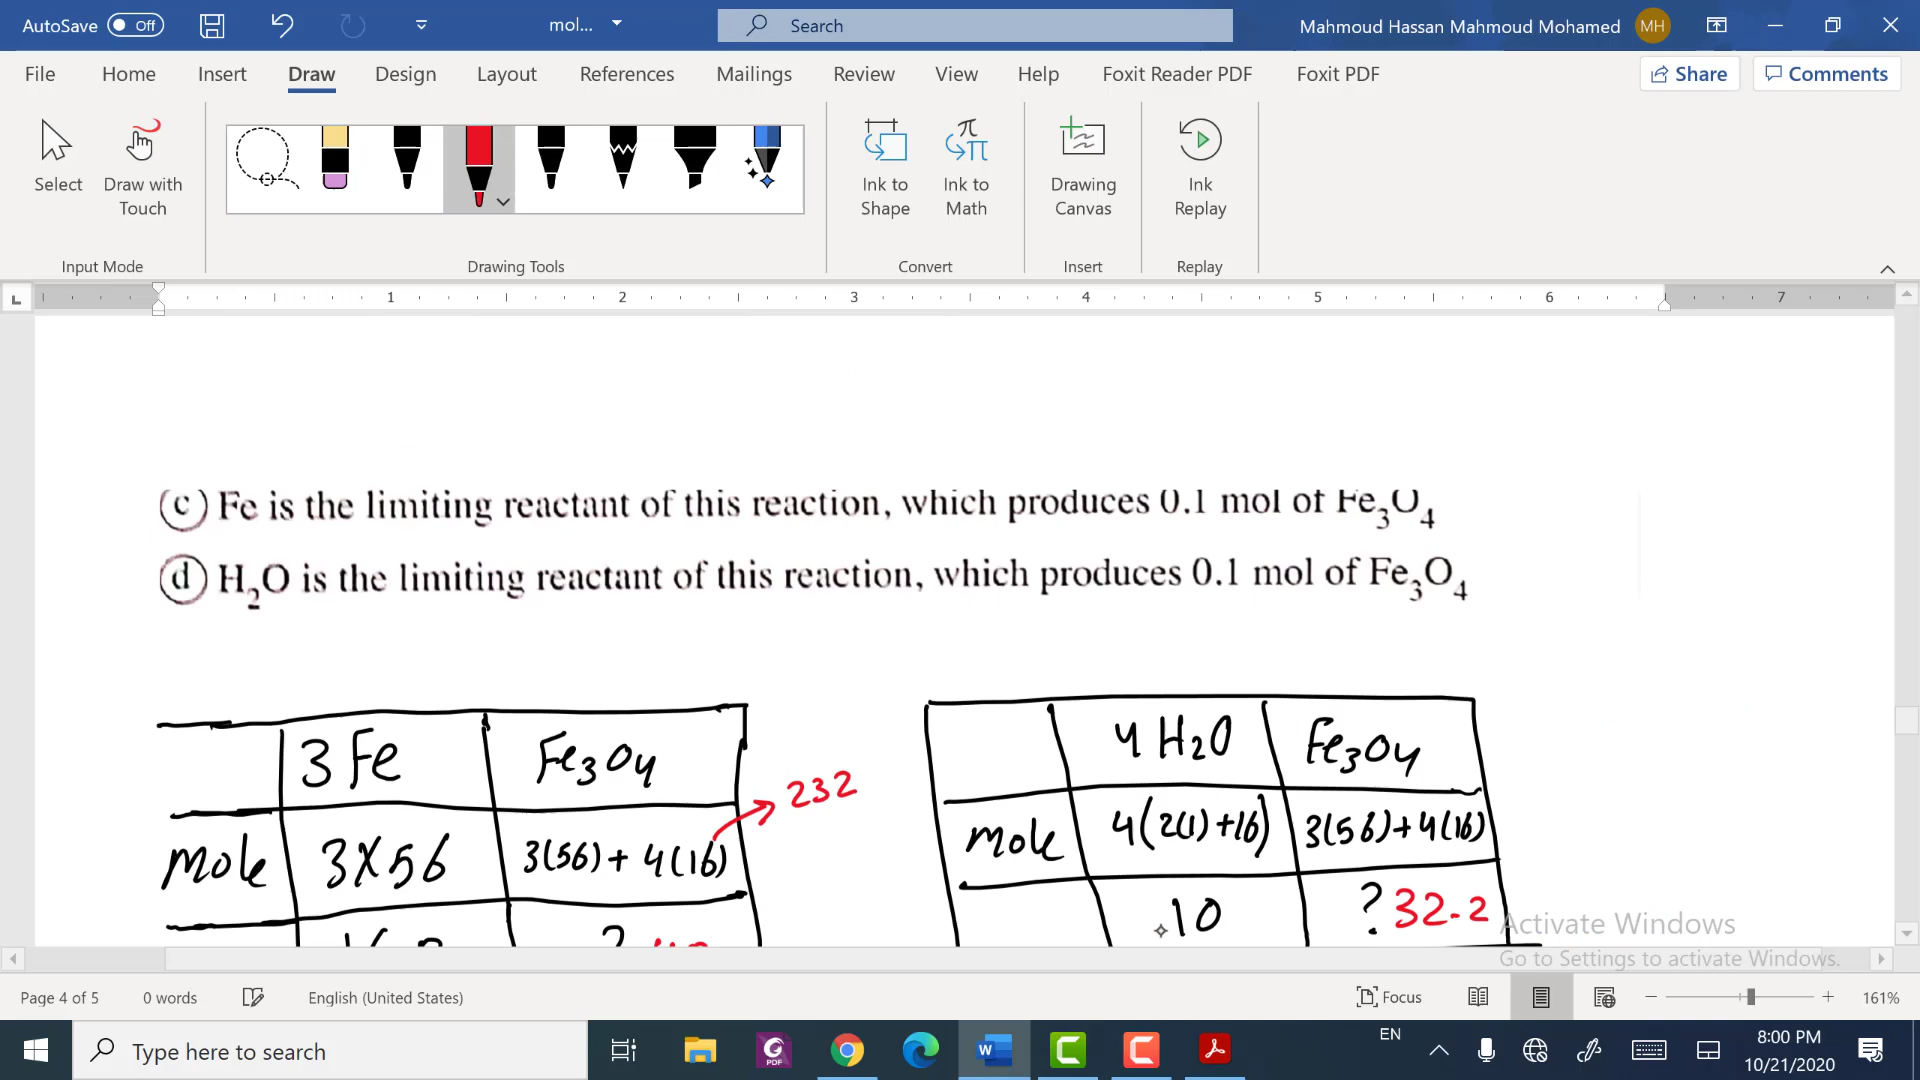 AutoSave Off mol... Search Mahmoud Hassan Mahmoud Mohamed MH
File Home Insert Draw Design Layout References Mailings Review View Help Foxit Reader PDF Foxit PDF Share Comments
Select Draw with Touch Ink to Shape Ink to Math Drawing Canvas Ink Replay
Input Mode Drawing Tools Convert Insert Replay
1 2 3 4 5 6 7
(c) Fe is the limiting reactant of this reaction, which produces 0.1 mol of Fe₃O₄
(d) H₂O is the limiting reactant of this reaction, which produces 0.1 mol of Fe₃O₄
3 Fe Fe₃O₄
232
mole 3X56 3(56) + 4(16)
?
4 H₂O Fe₃O₄
mole 4(2(1)+16) 3(56)+4(16)
10 ? 32.2
Activate Windows
Go to Settings to activate Windows.
Page 4 of 5 0 words English (United States) Focus 161%
Type here to search EN 8:00 PM
10/21/2020